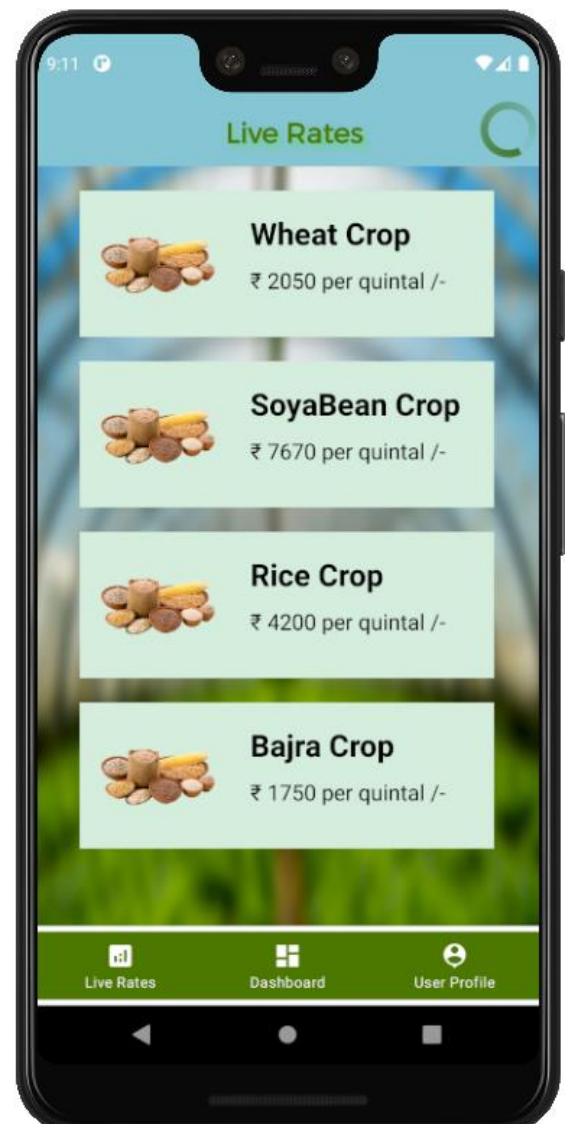 9:11
Live Rates
Wheat Crop
₹ 2050 per quintal /-
SoyaBean Crop
₹ 7670 per quintal /-
Rice Crop
₹ 4200 per quintal /-
Bajra Crop
₹ 1750 per quintal /-
Live Rates Dashboard User Profile